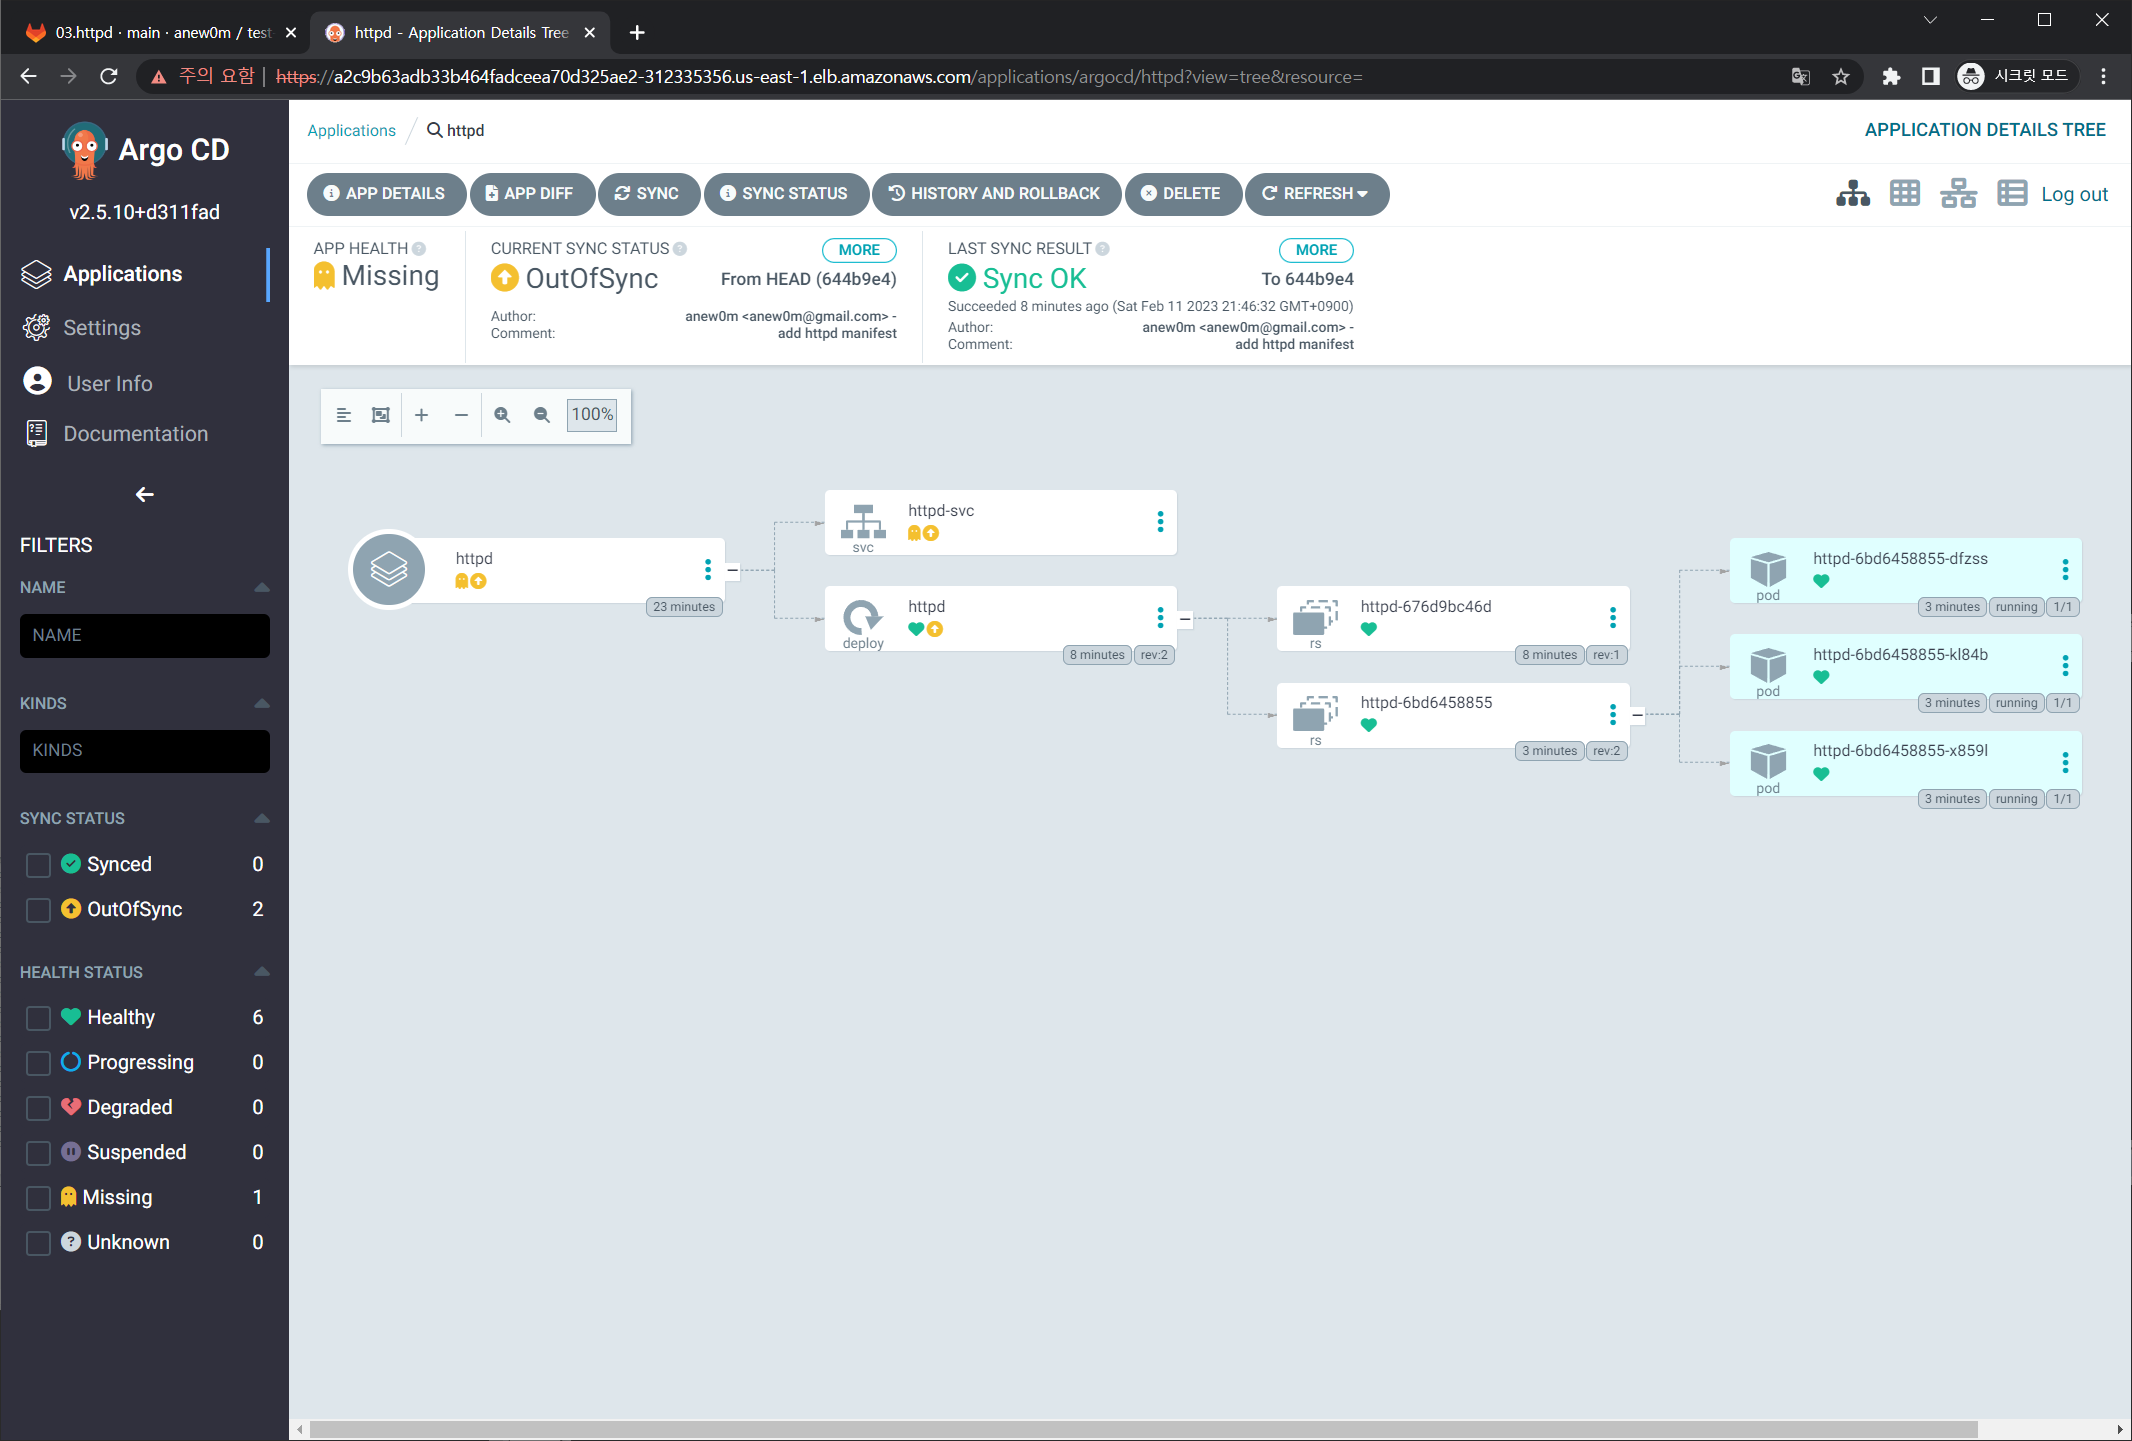 03.httpd · main · anew0m / test
httpd - Application Details Tree
주의 요함 | https://a2c9b63adb33b464fadceea70d325ae2-312335356.us-east-1.elb.amazonaws.com/applications/argocd/httpd?view=tree&resource=
시크릿 모드
Argo CD
v2.5.10+d311fad
Applications
Settings
User Info
Documentation
FILTERS
NAME
NAME
KINDS
KINDS
SYNC STATUS
Synced 0
OutOfSync 2
HEALTH STATUS
Healthy 6
Progressing 0
Degraded 0
Suspended 0
Missing 1
Unknown 0
Applications / httpd
APPLICATION DETAILS TREE
APP DETAILS
APP DIFF
SYNC
SYNC STATUS
HISTORY AND ROLLBACK
DELETE
REFRESH
Log out
APP HEALTH
Missing
CURRENT SYNC STATUS
MORE
OutOfSync
From HEAD (644b9e4)
Author: anew0m <anew0m@gmail.com> -
Comment: add httpd manifest
LAST SYNC RESULT
MORE
Sync OK
To 644b9e4
Succeeded 8 minutes ago (Sat Feb 11 2023 21:46:32 GMT+0900)
Author: anew0m <anew0m@gmail.com> -
Comment: add httpd manifest
100%
httpd
23 minutes
httpd-svc
svc
httpd
deploy
8 minutes rev:2
httpd-676d9bc46d
rs
8 minutes rev:1
httpd-6bd6458855
rs
3 minutes rev:2
httpd-6bd6458855-dfzss
pod
3 minutes running 1/1
httpd-6bd6458855-kl84b
pod
3 minutes running 1/1
httpd-6bd6458855-x859l
pod
3 minutes running 1/1